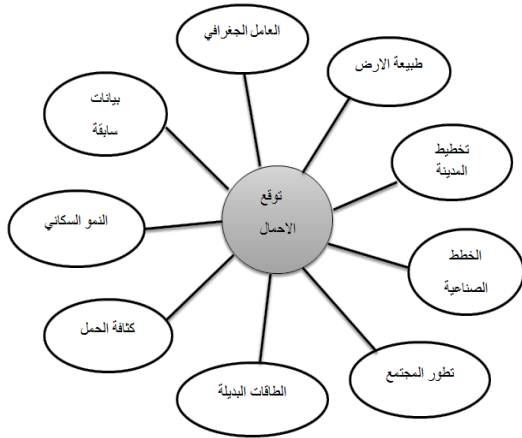 العامل الجغرافي
طبيعة الارض
تخطيط
المدينة
الخطط
الصناعية
تطور المجتمع
الطاقات البديلة
كثافة الحمل
النمو السكاني
بيانات
سابقة
توقع
الاحمال